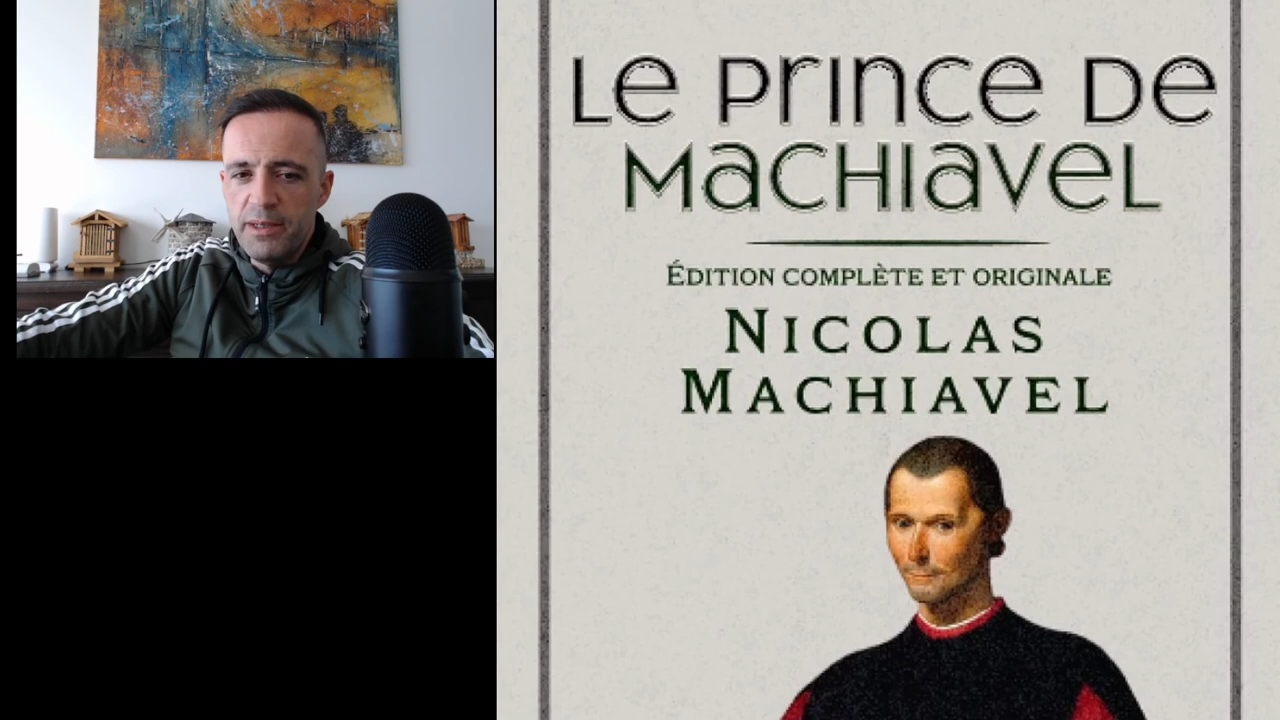 Le Prince de
Machiavel
Édition complète et originale
Nicolas
Machiavel